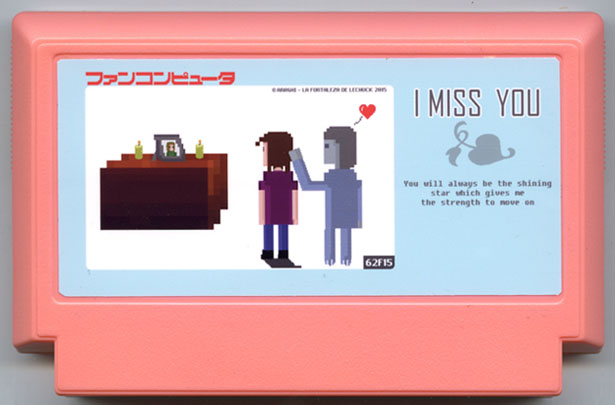 ファンコンピュータ
© ARAGHI - LA FORTALEZA DE LECHUCK 2015
I MISS YOU
You will always be the shining
star which gives me
the strength to move on
62F15